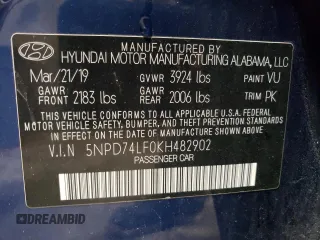 MANUFACTURED BY
HYUNDAI MOTOR MANUFACTURING ALABAMA, LLC
Mar/21/19 GVWR 3924 lbs PAINT VU
GAWR FRONT 2183 lbs GAWR REAR 2006 lbs TRIM PK
THIS VEHICLE CONFORMS TO ALL APPLICABLE U.S.A. FEDERAL
MOTOR VEHICLE SAFETY, BUMPER, AND THEFT PREVENTION
STANDARDS IN EFFECT ON THE DATE OF MANUFACTURE SHOWN ABOVE.
V.I.N 5NPD74LF0KH482902
PASSENGER CAR
DREAMBID